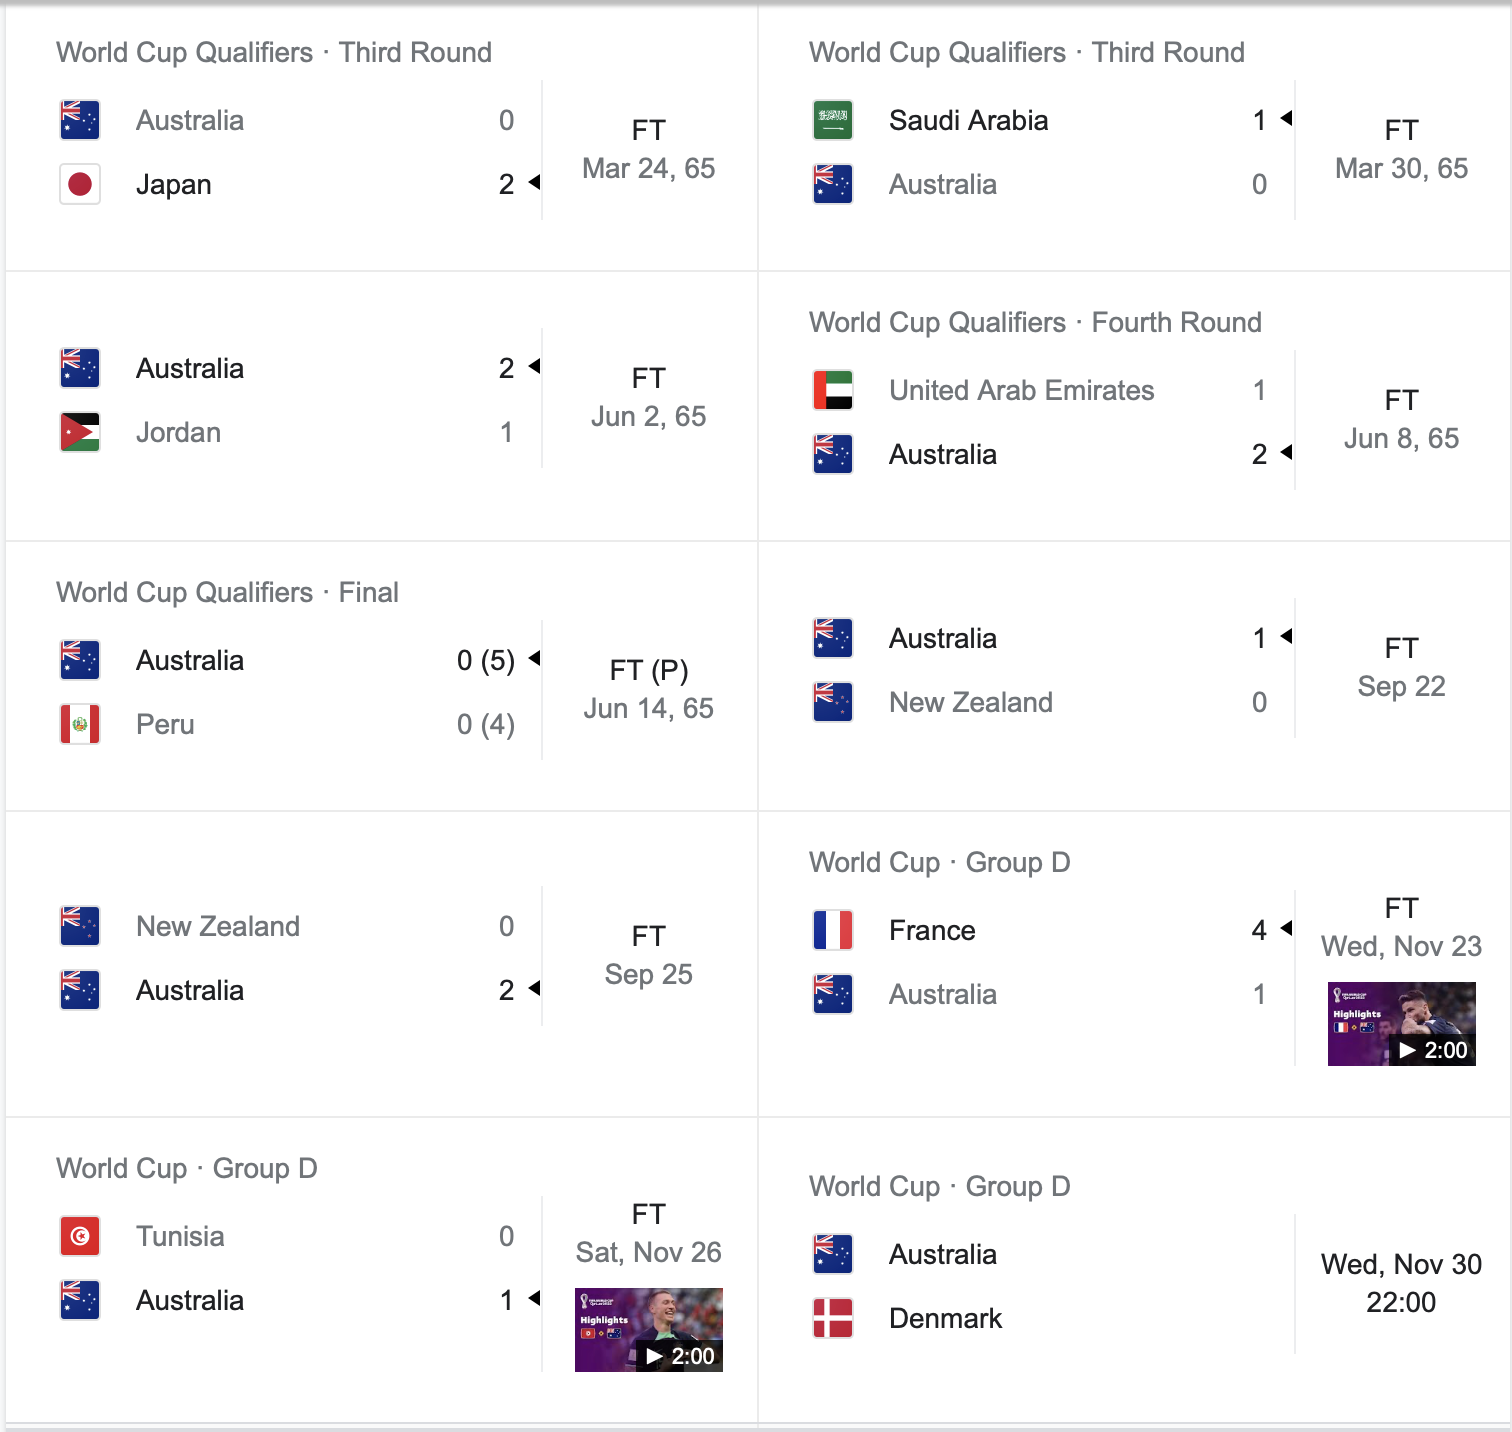 World Cup Qualifiers · Third Round
Australia 0
Japan 2
FT
Mar 24, 65
World Cup Qualifiers · Third Round
Saudi Arabia 1
Australia 0
FT
Mar 30, 65
Australia 2
Jordan 1
FT
Jun 2, 65
World Cup Qualifiers · Fourth Round
United Arab Emirates 1
Australia 2
FT
Jun 8, 65
World Cup Qualifiers · Final
Australia 0 (5)
Peru 0 (4)
FT (P)
Jun 14, 65
Australia 1
New Zealand 0
FT
Sep 22
New Zealand 0
Australia 2
FT
Sep 25
World Cup · Group D
France 4
Australia 1
FT
Wed, Nov 23
Highlights
2:00
World Cup · Group D
Tunisia 0
Australia 1
FT
Sat, Nov 26
Highlights
2:00
World Cup · Group D
Australia
Denmark
Wed, Nov 30
22:00